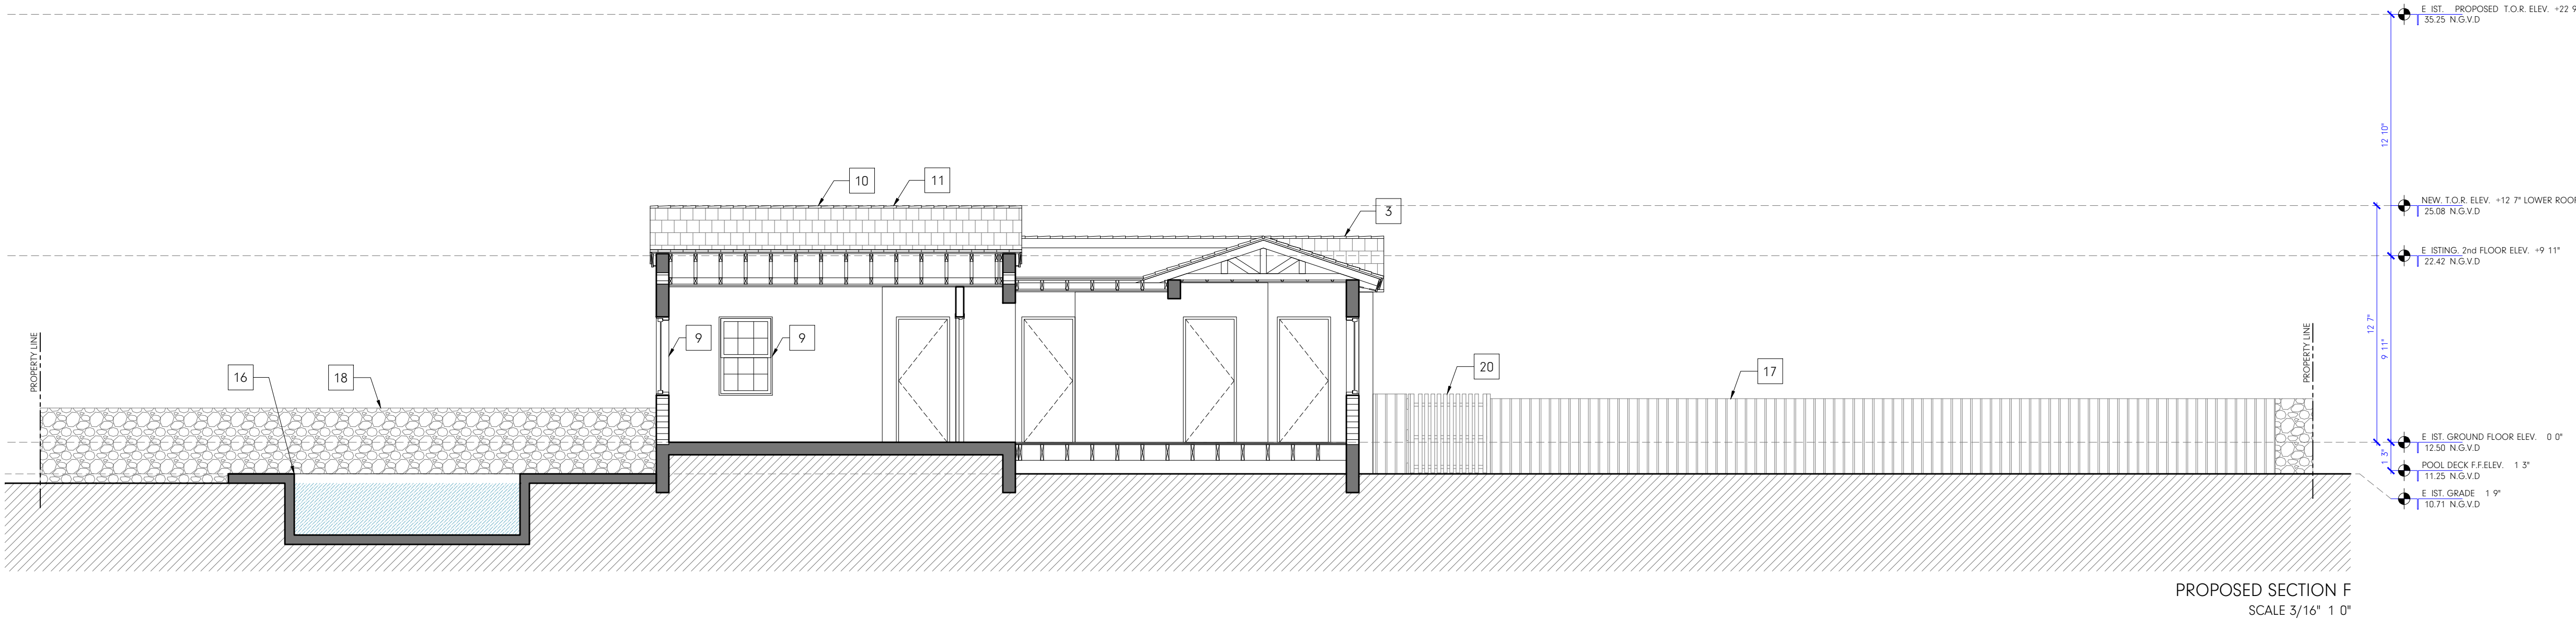 E IST. PROPOSED T.O.R. ELEV. +22 9
35.25 N.G.V.D
12 10"
10
11
3
NEW. T.O.R. ELEV. +12 7" LOWER ROOF
25.08 N.G.V.D
E ISTING. 2nd FLOOR ELEV. +9 11"
22.42 N.G.V.D
12 7"
9 11"
PROPERTY LINE
9
9
PROPERTY LINE
16
18
20
17
E IST. GROUND FLOOR ELEV. 0 0"
12.50 N.G.V.D
1 3"
POOL DECK F.F.ELEV. 1 3"
11.25 N.G.V.D
E IST. GRADE 1 9"
10.71 N.G.V.D
PROPOSED SECTION F
SCALE 3/16" 1 0"